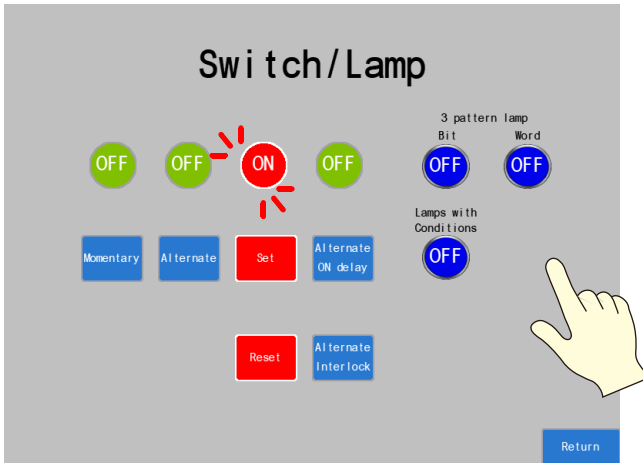 Switch/Lamp
3 pattern lamp
Bit Word
OFF OFF ON OFF OFF OFF
Lamps with
Conditions
OFF
Momentary Alternate Set Alternate
ON delay
Reset Alternate
Interlock
Return